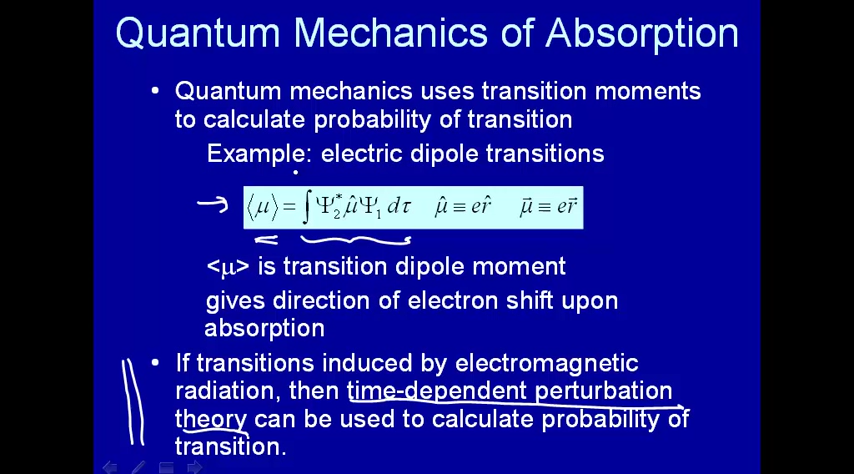 Quantum Mechanics of Absorption
• Quantum mechanics uses transition moments
to calculate probability of transition
Example: electric dipole transitions
⟨μ⟩ = ∫ Ψ₂* μ̂ Ψ₁ dτ   μ̂ ≡ er̂   μ⃗ ≡ er⃗
<μ> is transition dipole moment
gives direction of electron shift upon
absorption
• If transitions induced by electromagnetic
radiation, then time-dependent perturbation
theory can be used to calculate probability of
transition.